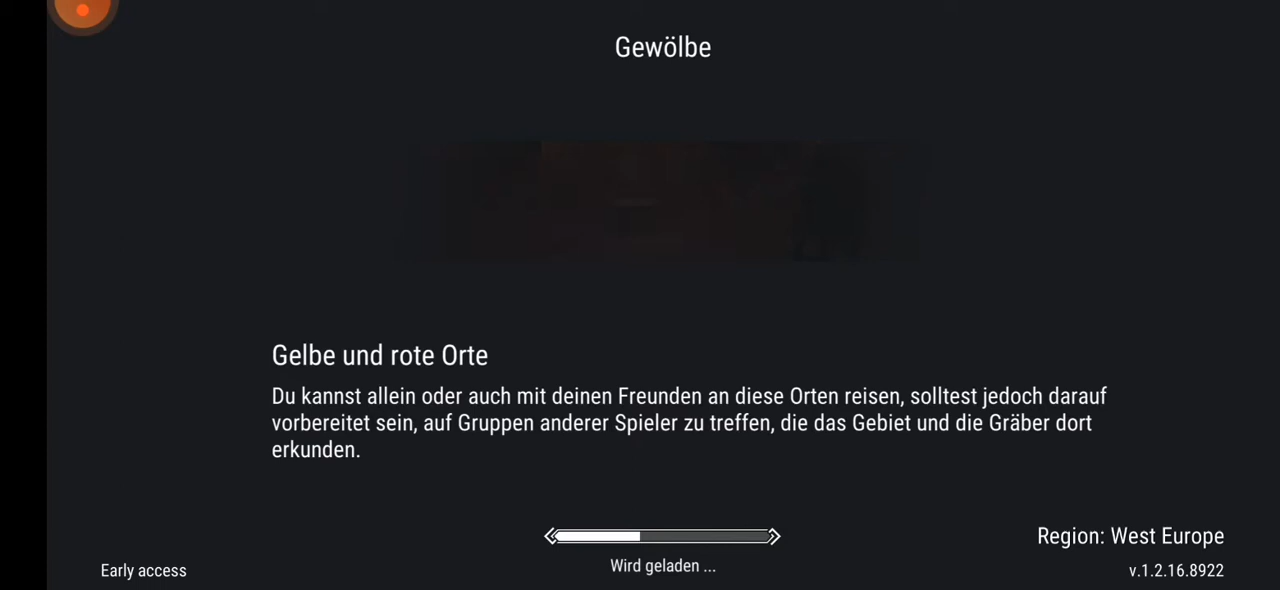 Gewölbe
Gelbe und rote Orte
Du kannst allein oder auch mit deinen Freunden an diese Orten reisen, solltest jedoch darauf
vorbereitet sein, auf Gruppen anderer Spieler zu treffen, die das Gebiet und die Gräber dort
erkunden.
Region: West Europe
Wird geladen ...
Early access
v.1.2.16.8922